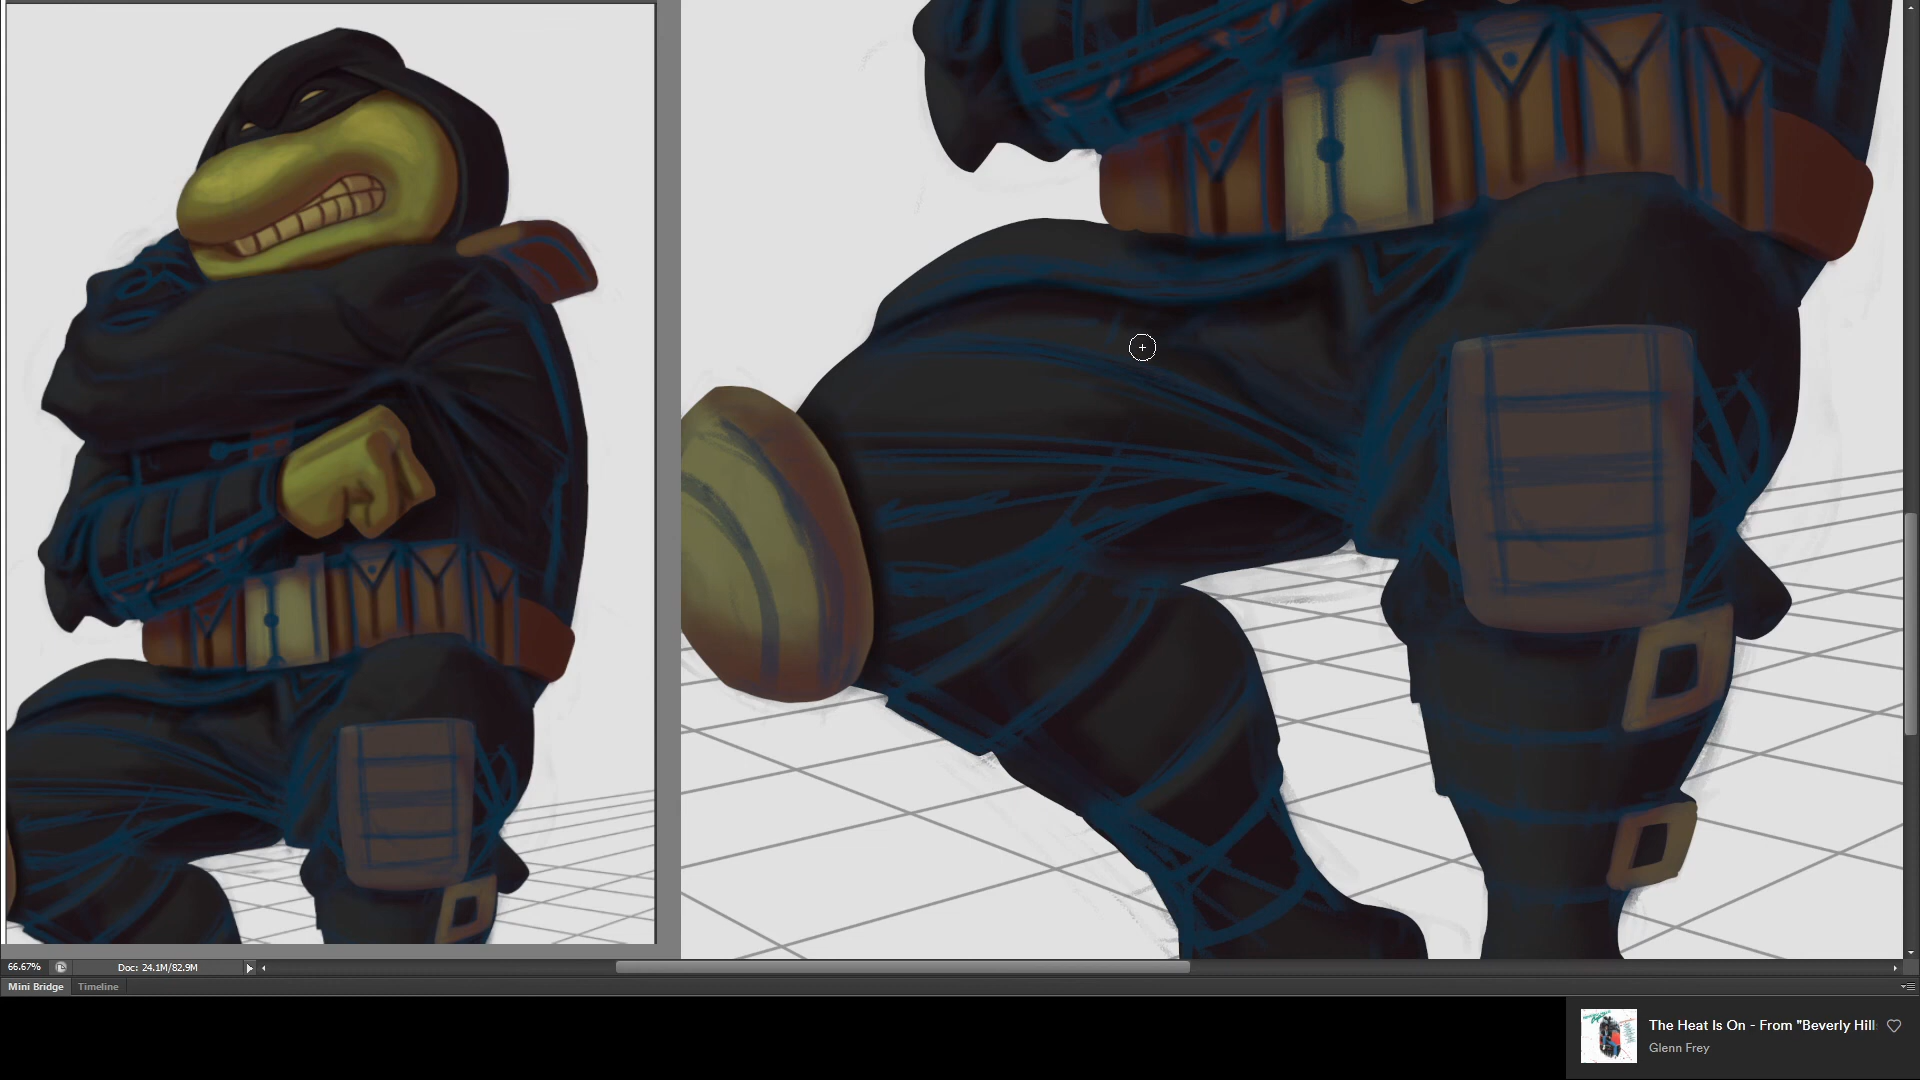 66.67%
Doc: 24.1M/82.9M
Mini Bridge
Timeline
The Heat Is On - From "Beverly Hill
Glenn Frey